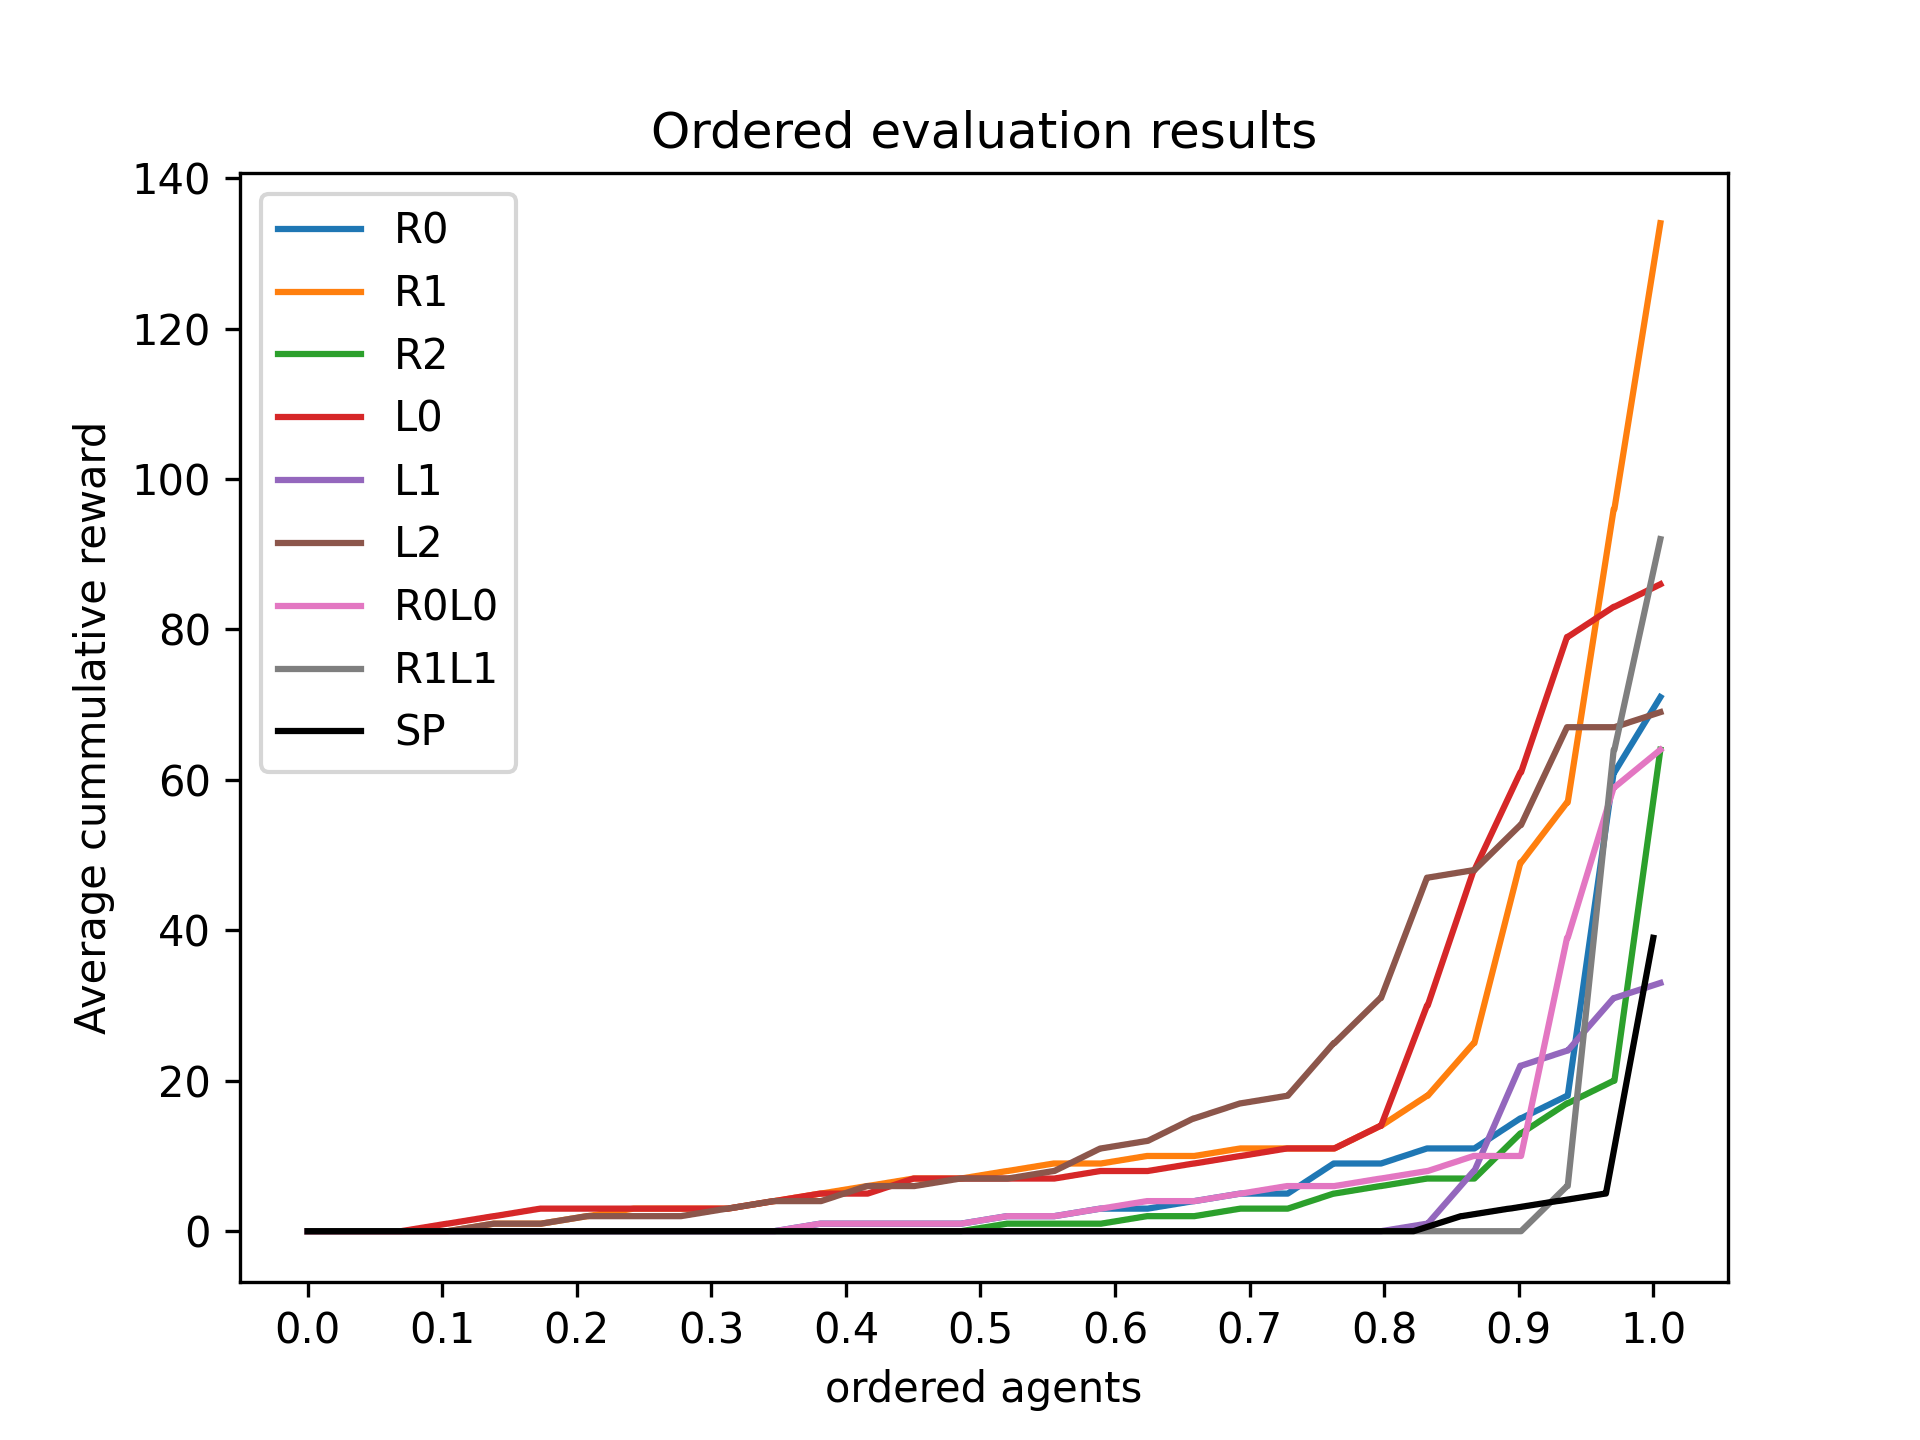 Ordered evaluation results
140
120
100
80
60
40
20
0
Average cummulative reward
R0
R1
R2
L0
L1
L2
R0L0
R1L1
SP
0.0 0.1 0.2 0.3 0.4 0.5 0.6 0.7 0.8 0.9 1.0
ordered agents